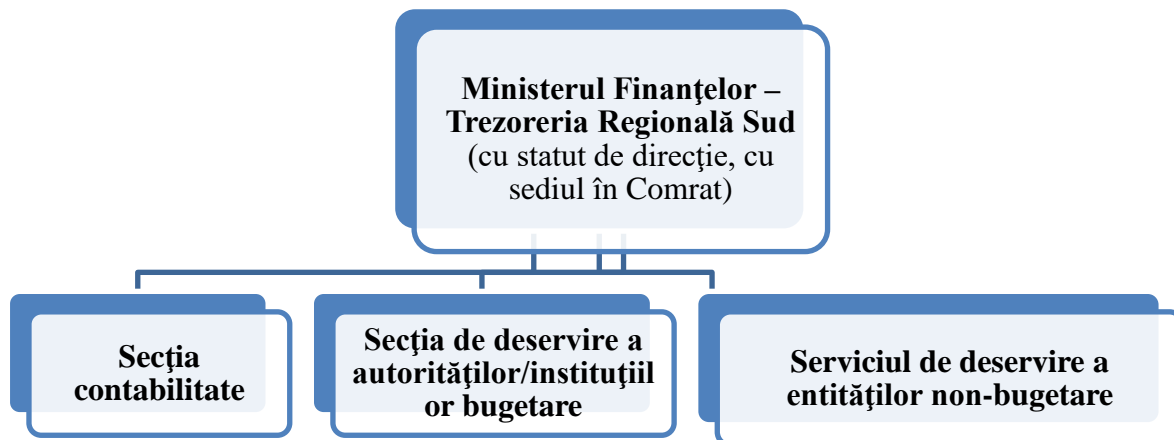 Ministerul Finanţelor –
Trezoreria Regională Sud
(cu statut de direcţie, cu
sediul în Comrat)
Secţia
contabilitate
Secţia de deservire a
autorităţilor/instituţiil
or bugetare
Serviciul de deservire a
entităţilor non-bugetare